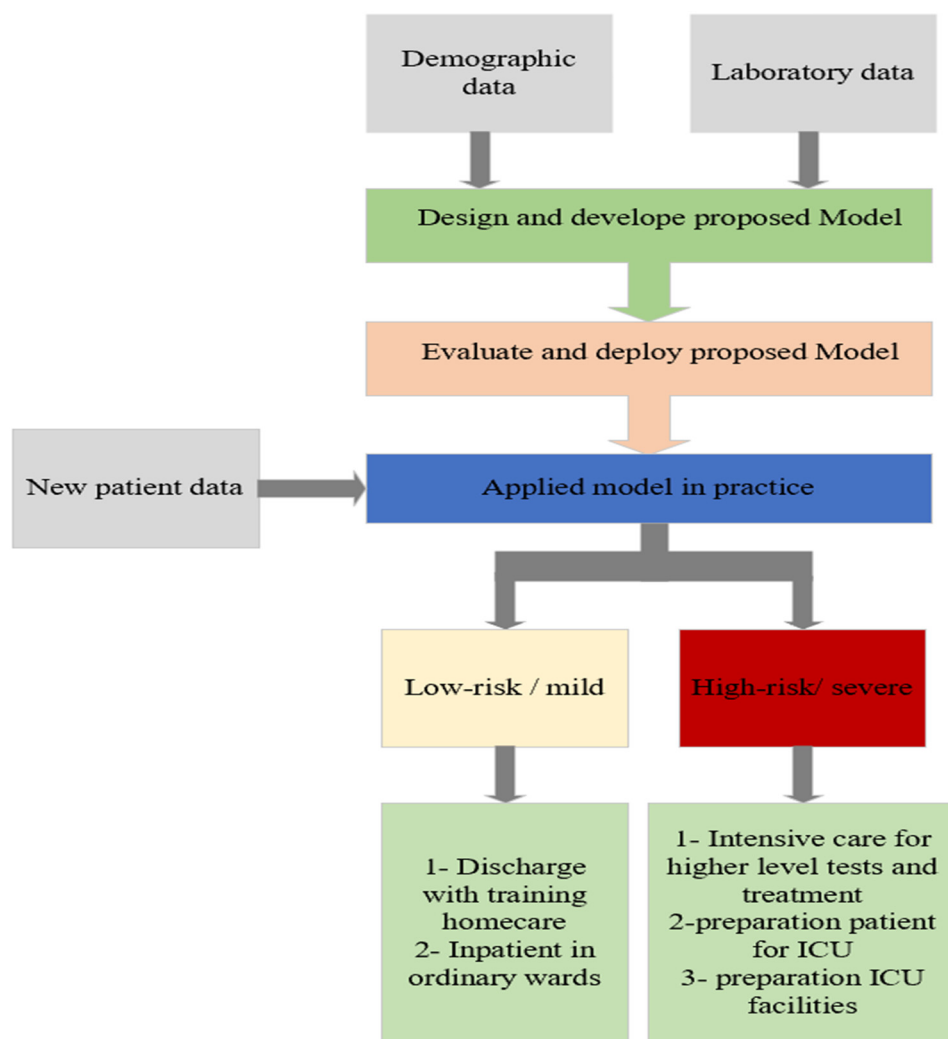 Demographic
data
Laboratory data
Design and develope proposed Model
Evaluate and deploy proposed Model
New patient data
Applied model in practice
Low-risk / mild
High-risk/ severe
1- Discharge
with training
homecare
2- Inpatient in
ordinary wards
1- Intensive care for
higher level tests and
treatment
2-preparation patient
for ICU
3- preparation ICU
facilities